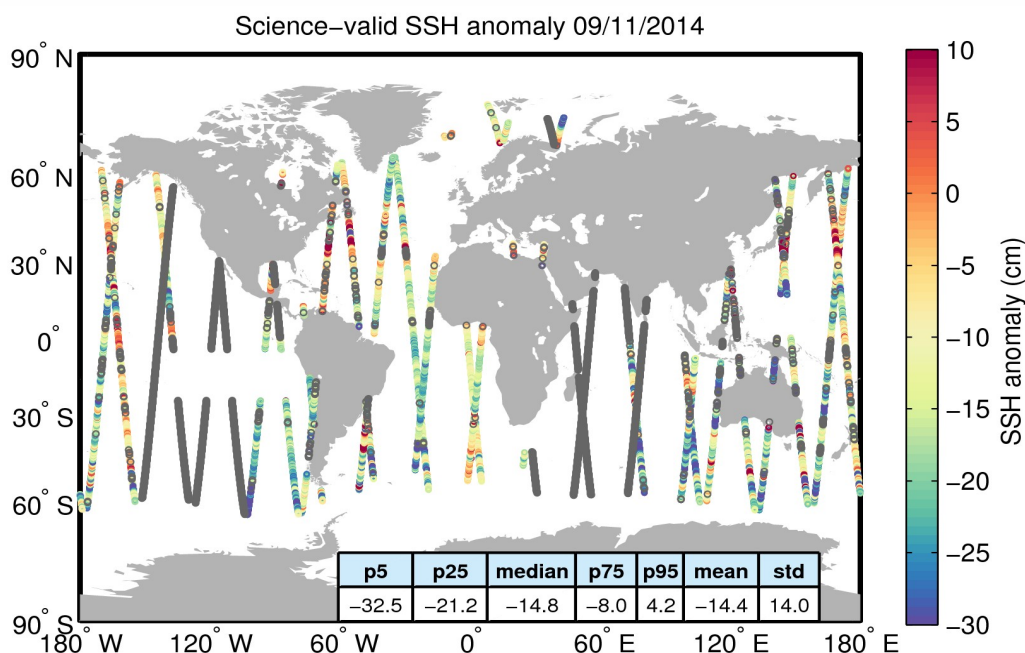 Science−valid SSH anomaly 09/11/2014
90° N
60° N
30° N
0°
30° S
60° S
90° S
180° W
120° W
60° W
0°
60° E
120° E
180° E
p5 p25 median p75 p95 mean std
−32.5 −21.2 −14.8 −8.0 4.2 −14.4 14.0
10
5
0
−5
−10
−15
−20
−25
−30
SSH anomaly (cm)